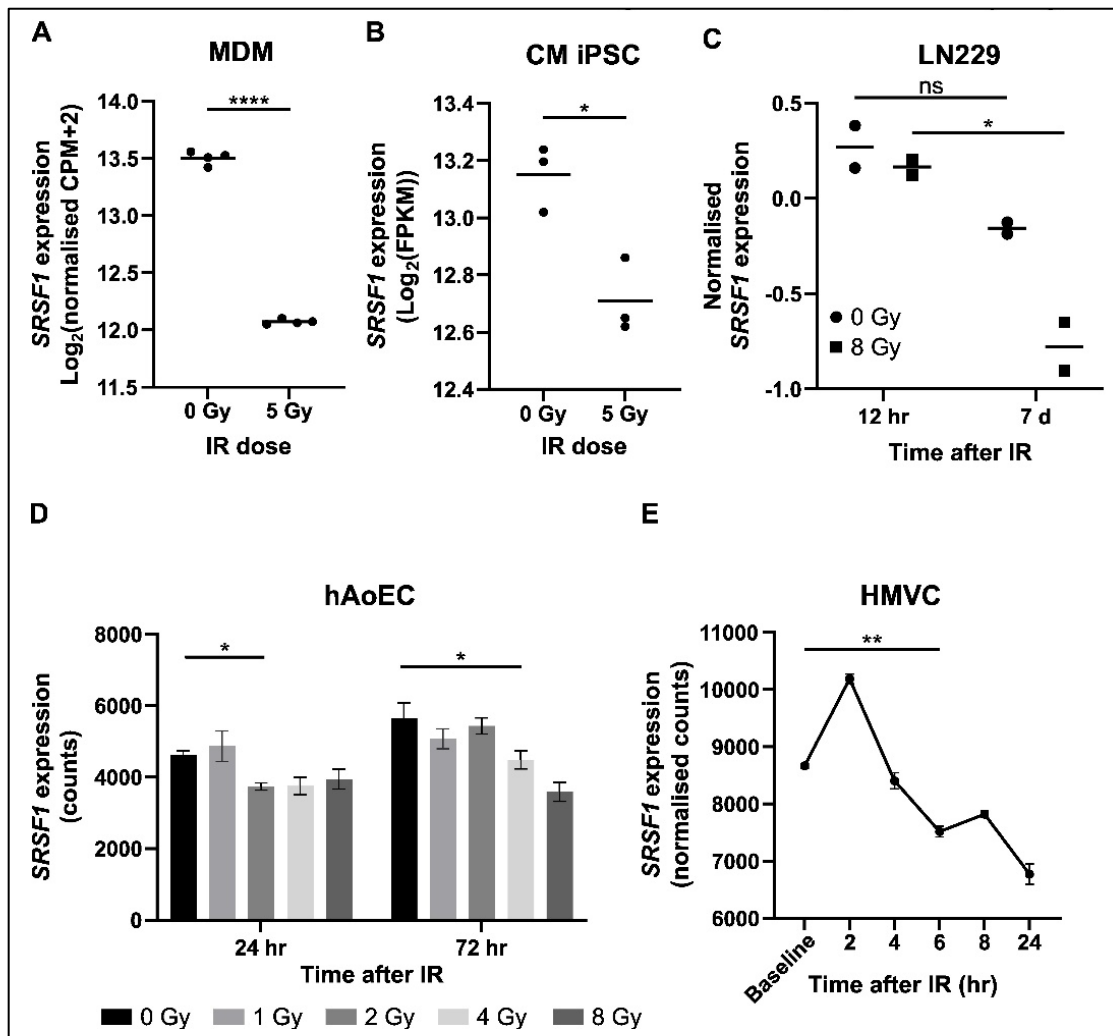 A
MDM
SRSF1 expression
Log2(normalised CPM+2)
14.0
13.5
13.0
12.5
12.0
11.5
****
0 Gy
5 Gy
IR dose
B
CM iPSC
SRSF1 expression
(Log2(FPKM))
13.4
13.2
13.0
12.8
12.6
12.4
*
0 Gy
5 Gy
IR dose
C
LN229
Normalised
SRSF1 expression
0.5
0.0
-0.5
-1.0
ns
*
0 Gy
8 Gy
12 hr
7 d
Time after IR
D
hAoEC
SRSF1 expression
(counts)
8000
6000
4000
2000
0
*
*
24 hr
72 hr
Time after IR
0 Gy
1 Gy
2 Gy
4 Gy
8 Gy
E
HMVC
SRSF1 expression
(normalised counts)
11000
10000
9000
8000
7000
6000
**
Baseline
2
4
6
8
24
Time after IR (hr)